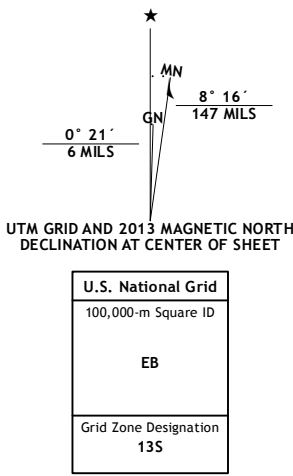 ★
MN
GN
8° 16´
147 MILS
0° 21´
6 MILS
UTM GRID AND 2013 MAGNETIC NORTH
DECLINATION AT CENTER OF SHEET
U.S. National Grid
100,000-m Square ID
EB
Grid Zone Designation
13S